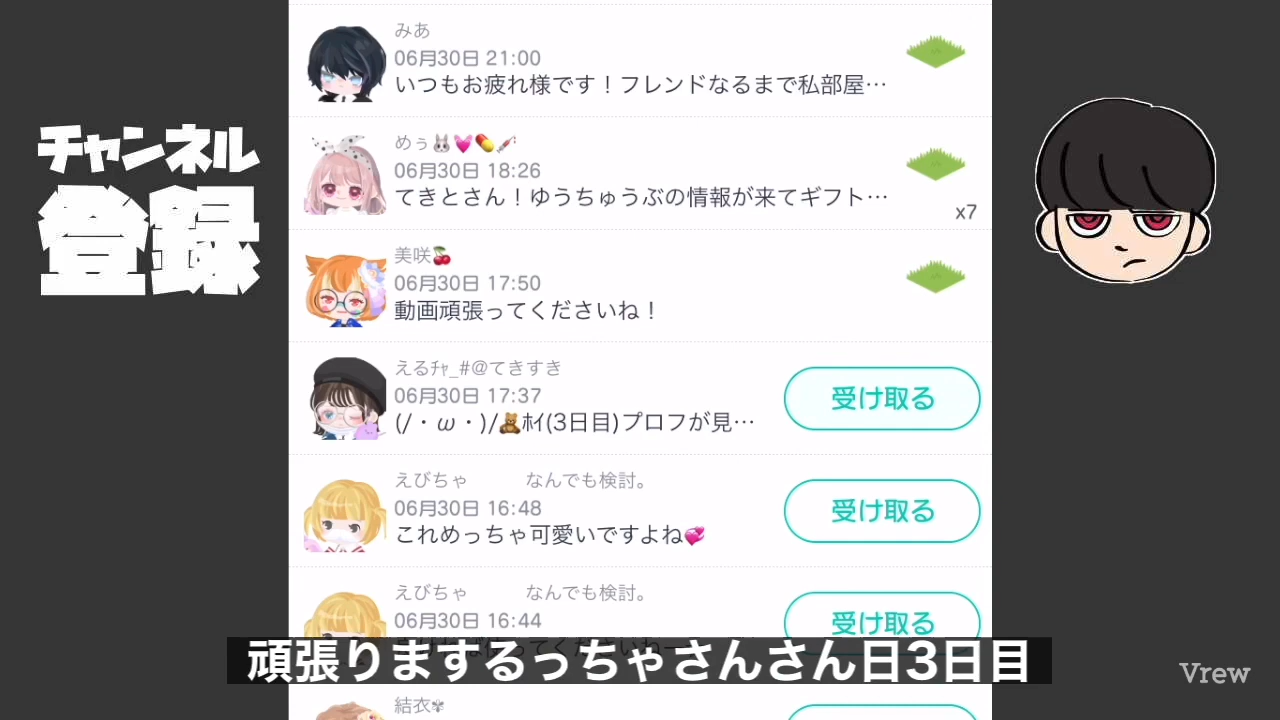 チャンネル
登録
みあ
06月30日 21:00
いつもお疲れ様です！フレンドなるまで私部屋…
めぅ🐰💓💊💉
06月30日 18:26
てきとさん！ゆうちゅうぶの情報が来てギフト…
x7
美咲🍒
06月30日 17:50
動画頑張ってくださいね！
えるﾁｬ_#@てきすき
06月30日 17:37
(/・ω・)/🧸ﾎｲ(3日目)プロフが見…
受け取る
えびちゃ　　　なんでも検討。
06月30日 16:48
これめっちゃ可愛いですよね💞
受け取る
えびちゃ　　　なんでも検討。
06月30日 16:44
受け取る
頑張りまするっちゃさんさん日3日目
結衣✾
Vrew